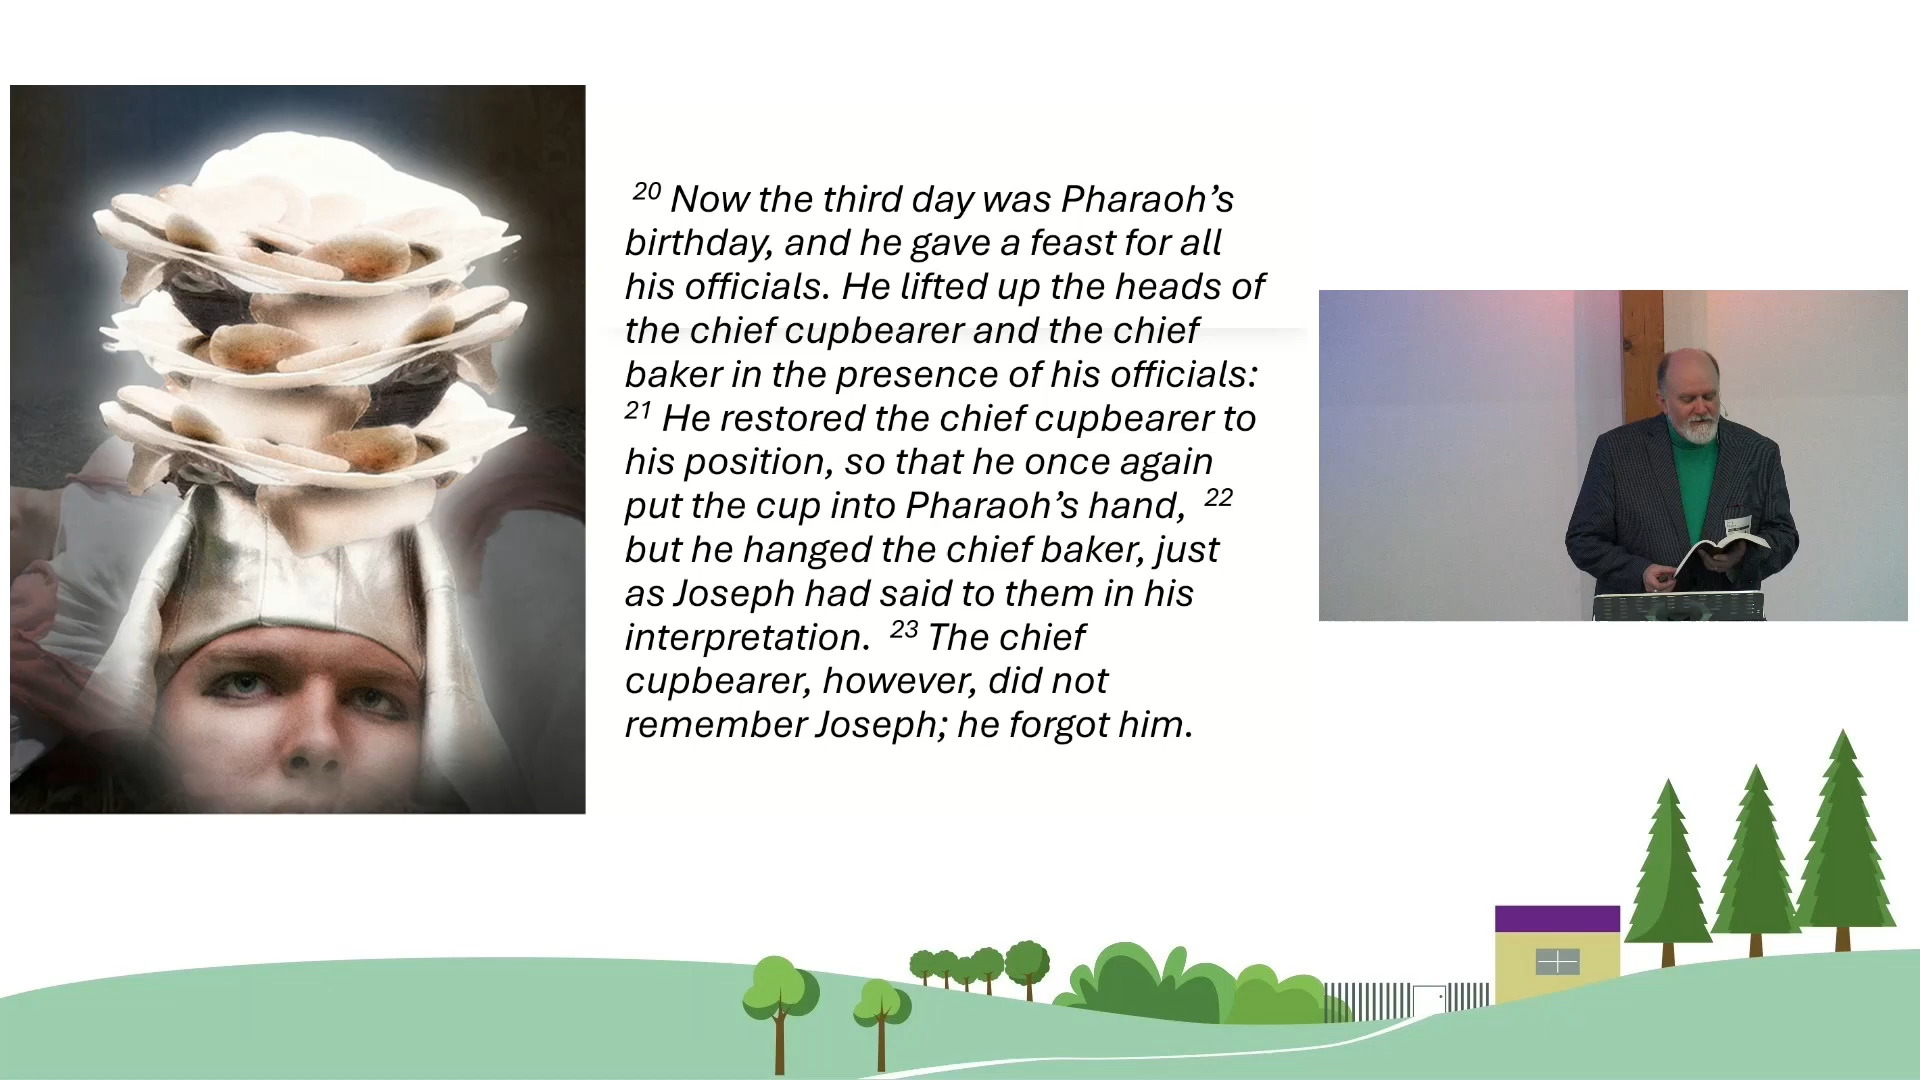 20 Now the third day was Pharaoh’s
birthday, and he gave a feast for all
his officials. He lifted up the heads of
the chief cupbearer and the chief
baker in the presence of his officials:
21 He restored the chief cupbearer to
his position, so that he once again
put the cup into Pharaoh’s hand, 22
but he hanged the chief baker, just
as Joseph had said to them in his
interpretation. 23 The chief
cupbearer, however, did not
remember Joseph; he forgot him.